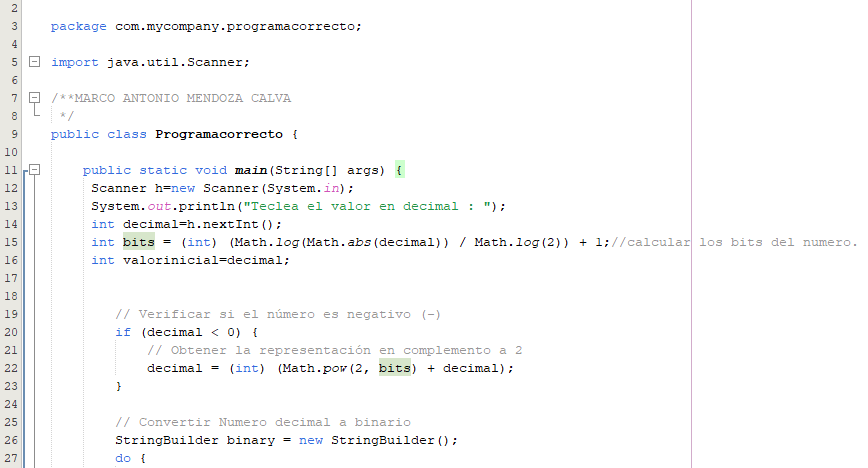 2
3 package com.mycompany.programacorrecto;
4
5 import java.util.Scanner;
6
7 /**MARCO ANTONIO MENDOZA CALVA
8 */
9 public class Programacorrecto {
10
11 public static void main(String[] args) {
12 Scanner h=new Scanner(System.in);
13 System.out.println("Teclea el valor en decimal : ");
14 int decimal=h.nextInt();
15 int bits = (int) (Math.log(Math.abs(decimal)) / Math.log(2)) + 1;//calcular los bits del numero.
16 int valorinicial=decimal;
17
18
19 // Verificar si el número es negativo (-)
20 if (decimal < 0) {
21 // Obtener la representación en complemento a 2
22 decimal = (int) (Math.pow(2, bits) + decimal);
23 }
24
25 // Convertir Numero decimal a binario
26 StringBuilder binary = new StringBuilder();
27 do {